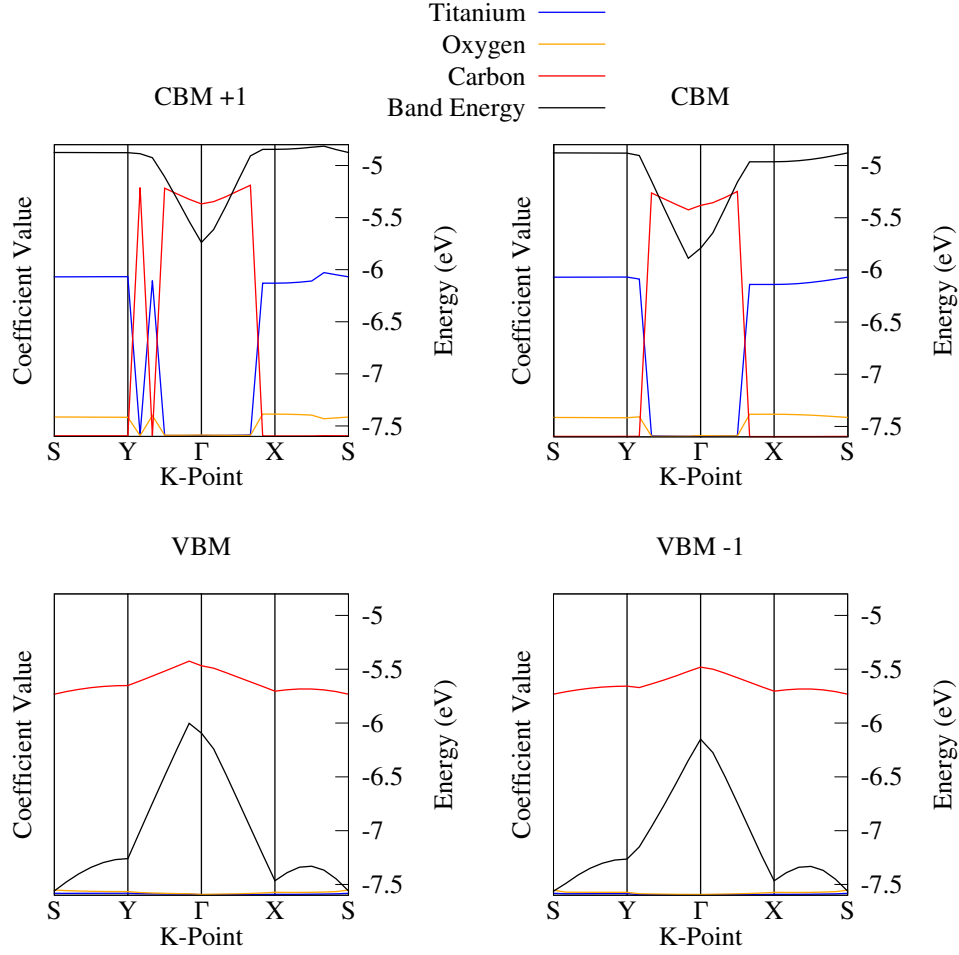 Titanium
Oxygen
Carbon
Band Energy
CBM +1
Coefficient Value
-5
-5.5
-6
-6.5
-7
-7.5
Energy (eV)
S Y Γ X S
K-Point
CBM
Coefficient Value
-5
-5.5
-6
-6.5
-7
-7.5
Energy (eV)
S Y Γ X S
K-Point
VBM
Coefficient Value
-5
-5.5
-6
-6.5
-7
-7.5
Energy (eV)
S Y Γ X S
K-Point
VBM -1
Coefficient Value
-5
-5.5
-6
-6.5
-7
-7.5
Energy (eV)
S Y Γ X S
K-Point